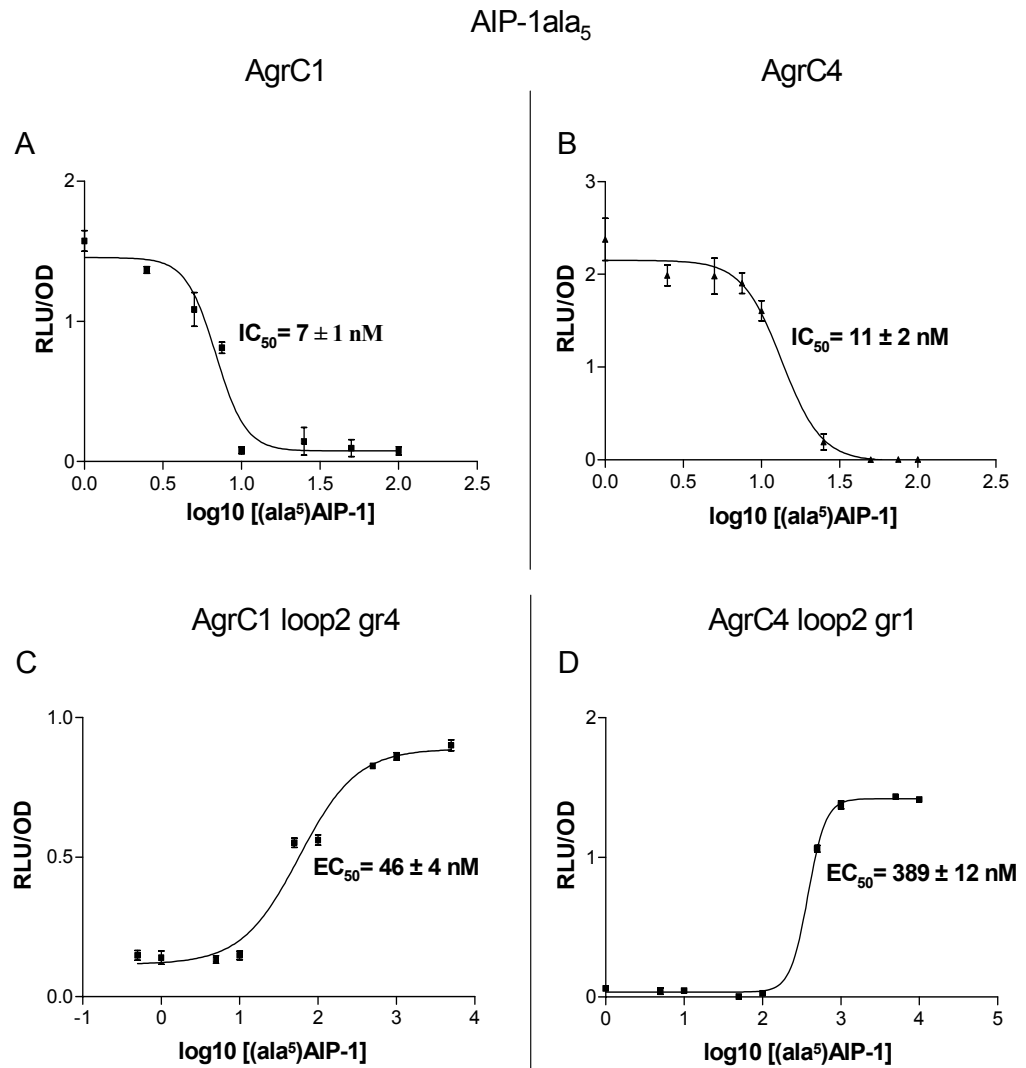 AIP-1ala₅
AgrC1
AgrC4
A
2
1
0
RLU/OD
IC₅₀= 7 ± 1 nM
0.0 0.5 1.0 1.5 2.0 2.5
log10 [(ala⁵)AIP-1]
B
3
2
1
0
RLU/OD
IC₅₀= 11 ± 2 nM
0.0 0.5 1.0 1.5 2.0 2.5
log10 [(ala⁵)AIP-1]
AgrC1 loop2 gr4
AgrC4 loop2 gr1
C
1.0
0.5
0.0
RLU/OD
EC₅₀= 46 ± 4 nM
-1 0 1 2 3 4
log10 [(ala⁵)AIP-1]
D
2
1
0
RLU/OD
EC₅₀= 389 ± 12 nM
0 1 2 3 4 5
log10 [(ala⁵)AIP-1]